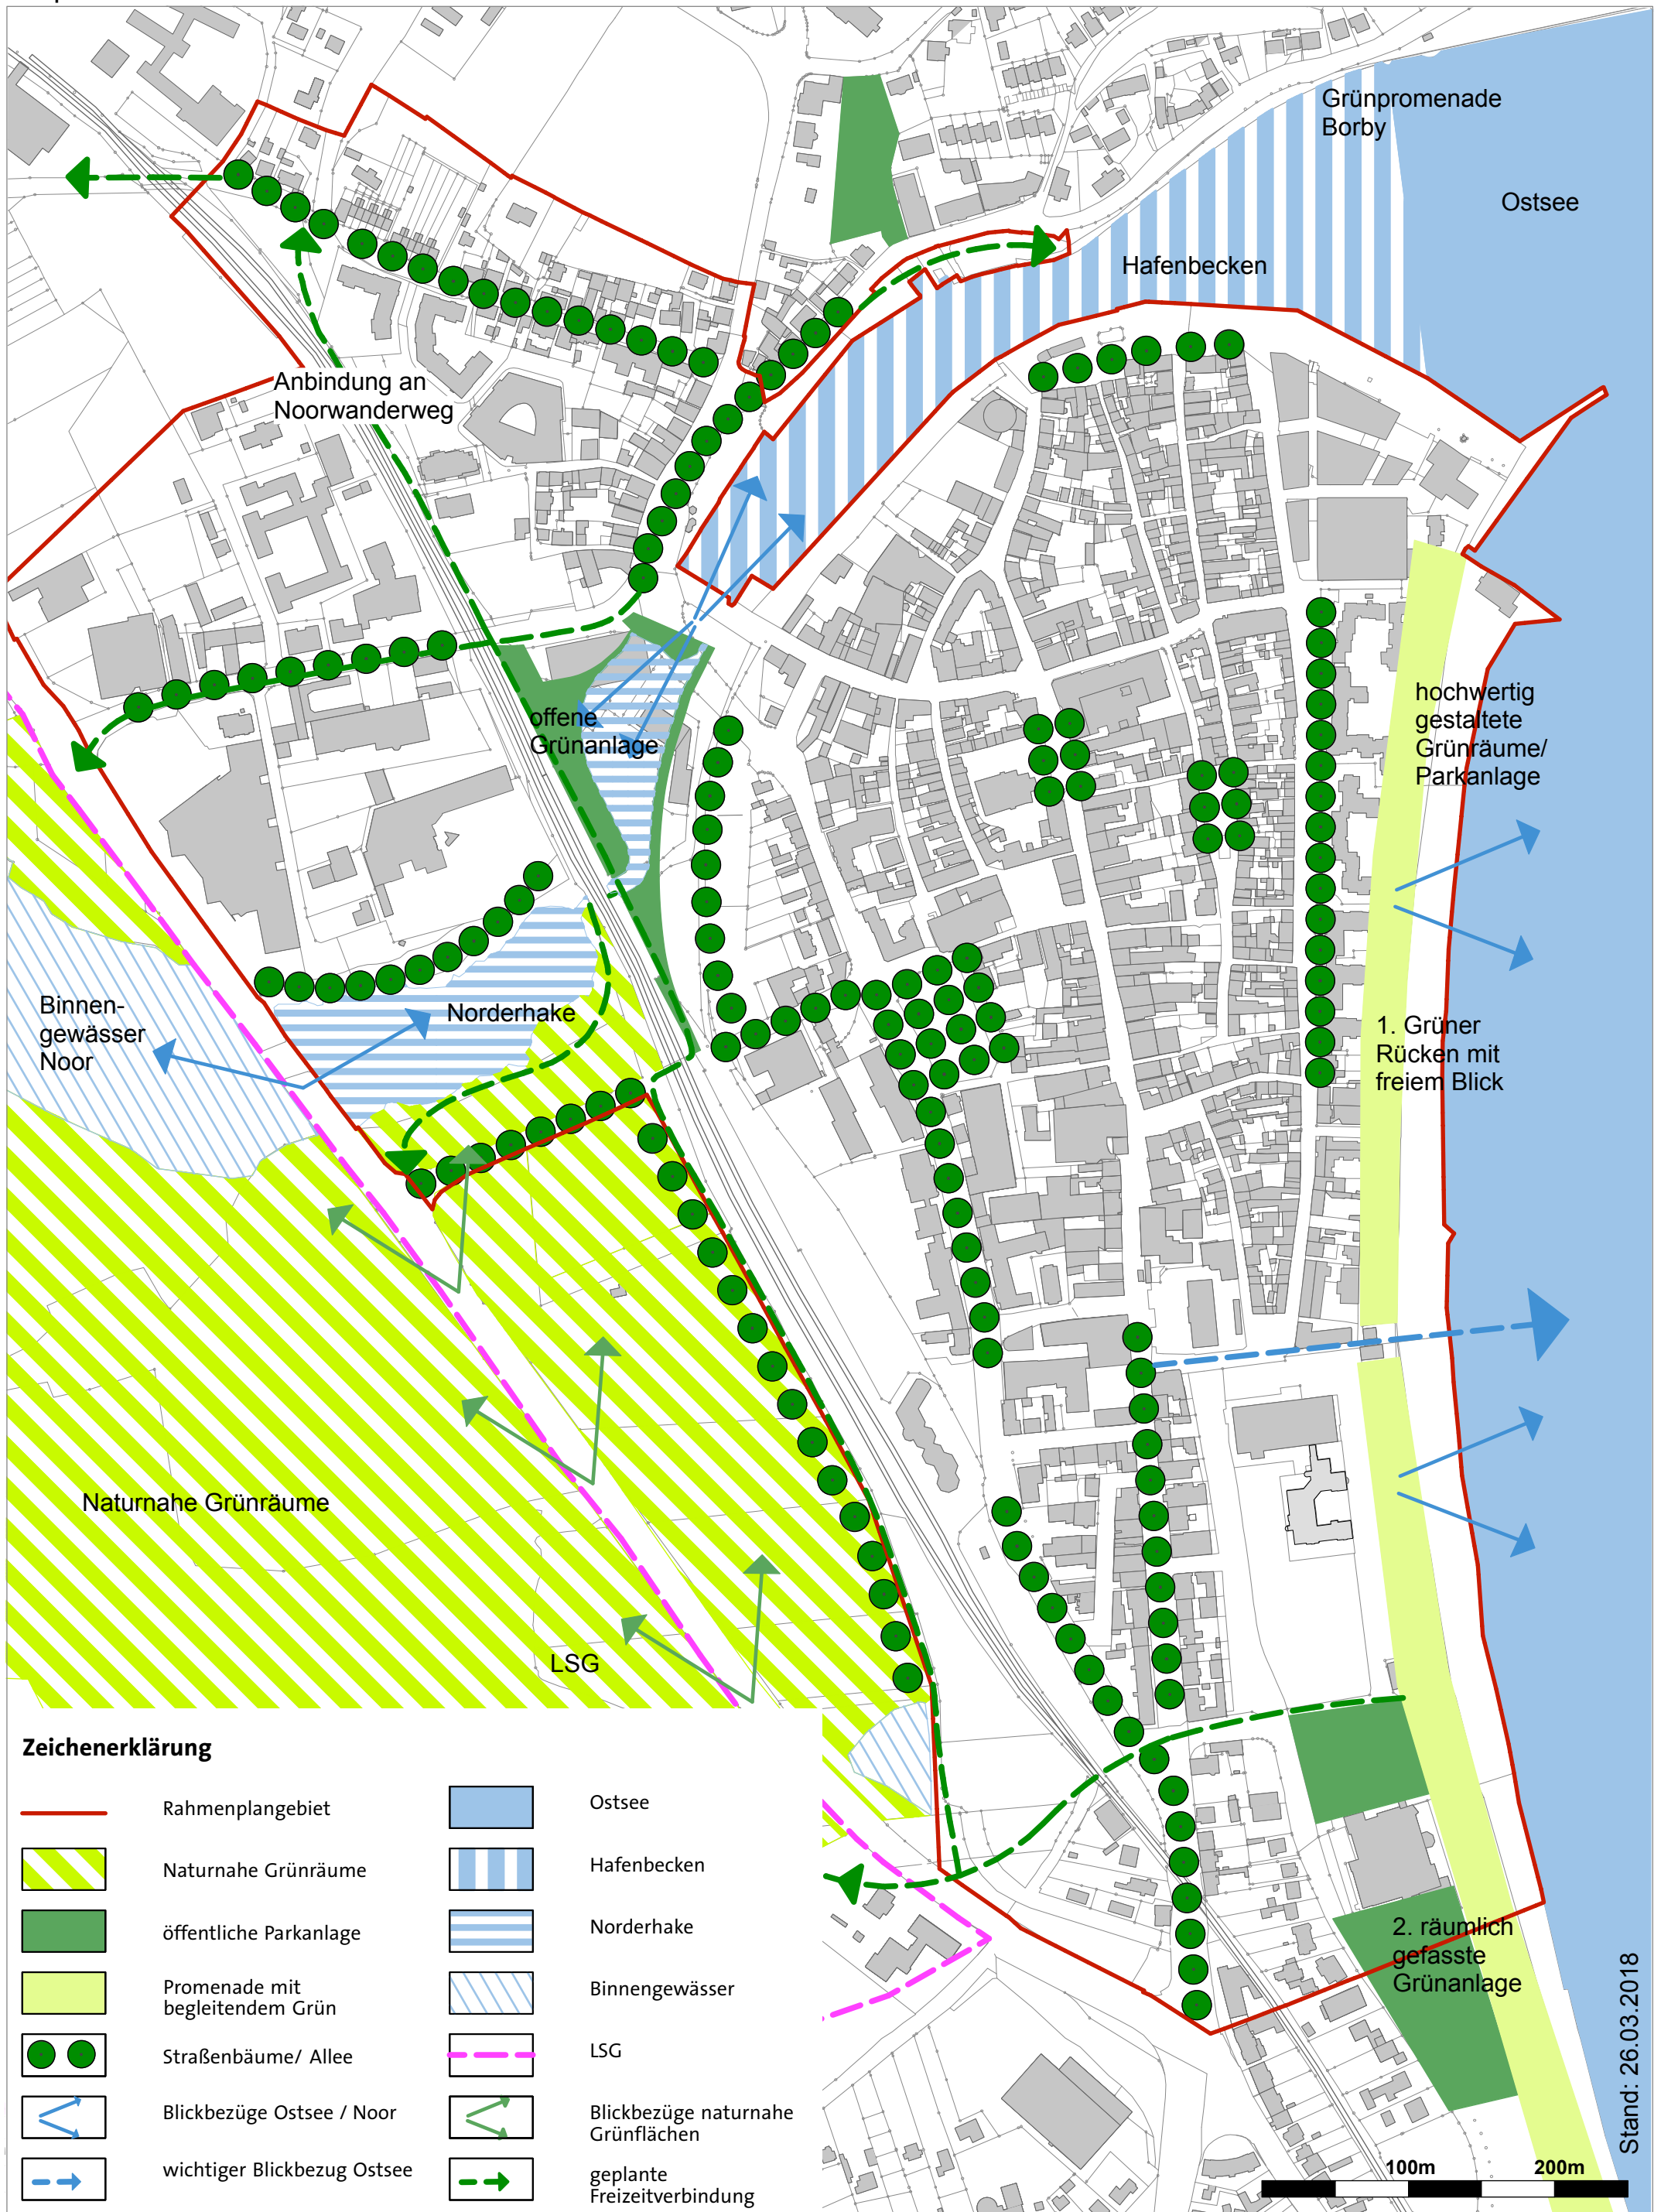 Grünpromenade
Borby
Ostsee
Hafenbecken
Anbindung an
Noorwanderweg
offene
Grünanlage
hochwertig
gestaltete
Grünräume/
Parkanlage
Binnen-
gewässer
Noor
Norderhake
1. Grüner
Rücken mit
freiem Blick
Naturnahe Grünräume
LSG
2. räumlich
gefasste
Grünanlage
Stand: 26.03.2018
100m
200m
Zeichenerklärung
Rahmenplangebiet
Naturnahe Grünräume
öffentliche Parkanlage
Promenade mit
begleitendem Grün
Straßenbäume/ Allee
Blickbezüge Ostsee / Noor
wichtiger Blickbezug Ostsee
Ostsee
Hafenbecken
Norderhake
Binnengewässer
LSG
Blickbezüge naturnahe
Grünflächen
geplante
Freizeitverbindung